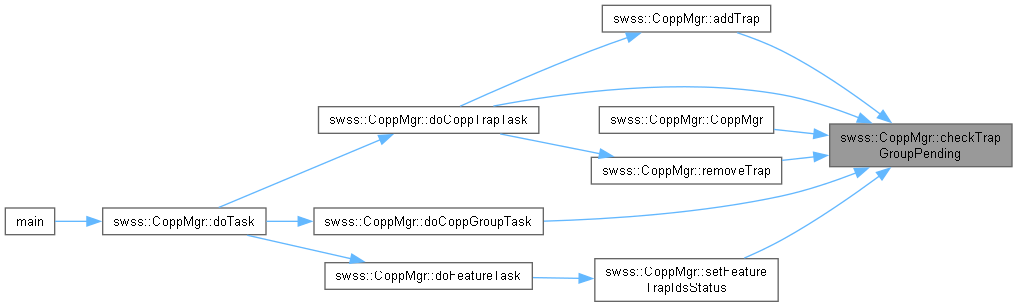 swss::CoppMgr::addTrap
swss::CoppMgr::doCoppTrapTask
swss::CoppMgr::CoppMgr
swss::CoppMgr::checkTrap
GroupPending
swss::CoppMgr::removeTrap
main
swss::CoppMgr::doTask
swss::CoppMgr::doCoppGroupTask
swss::CoppMgr::doFeatureTask
swss::CoppMgr::setFeature
TrapIdsStatus